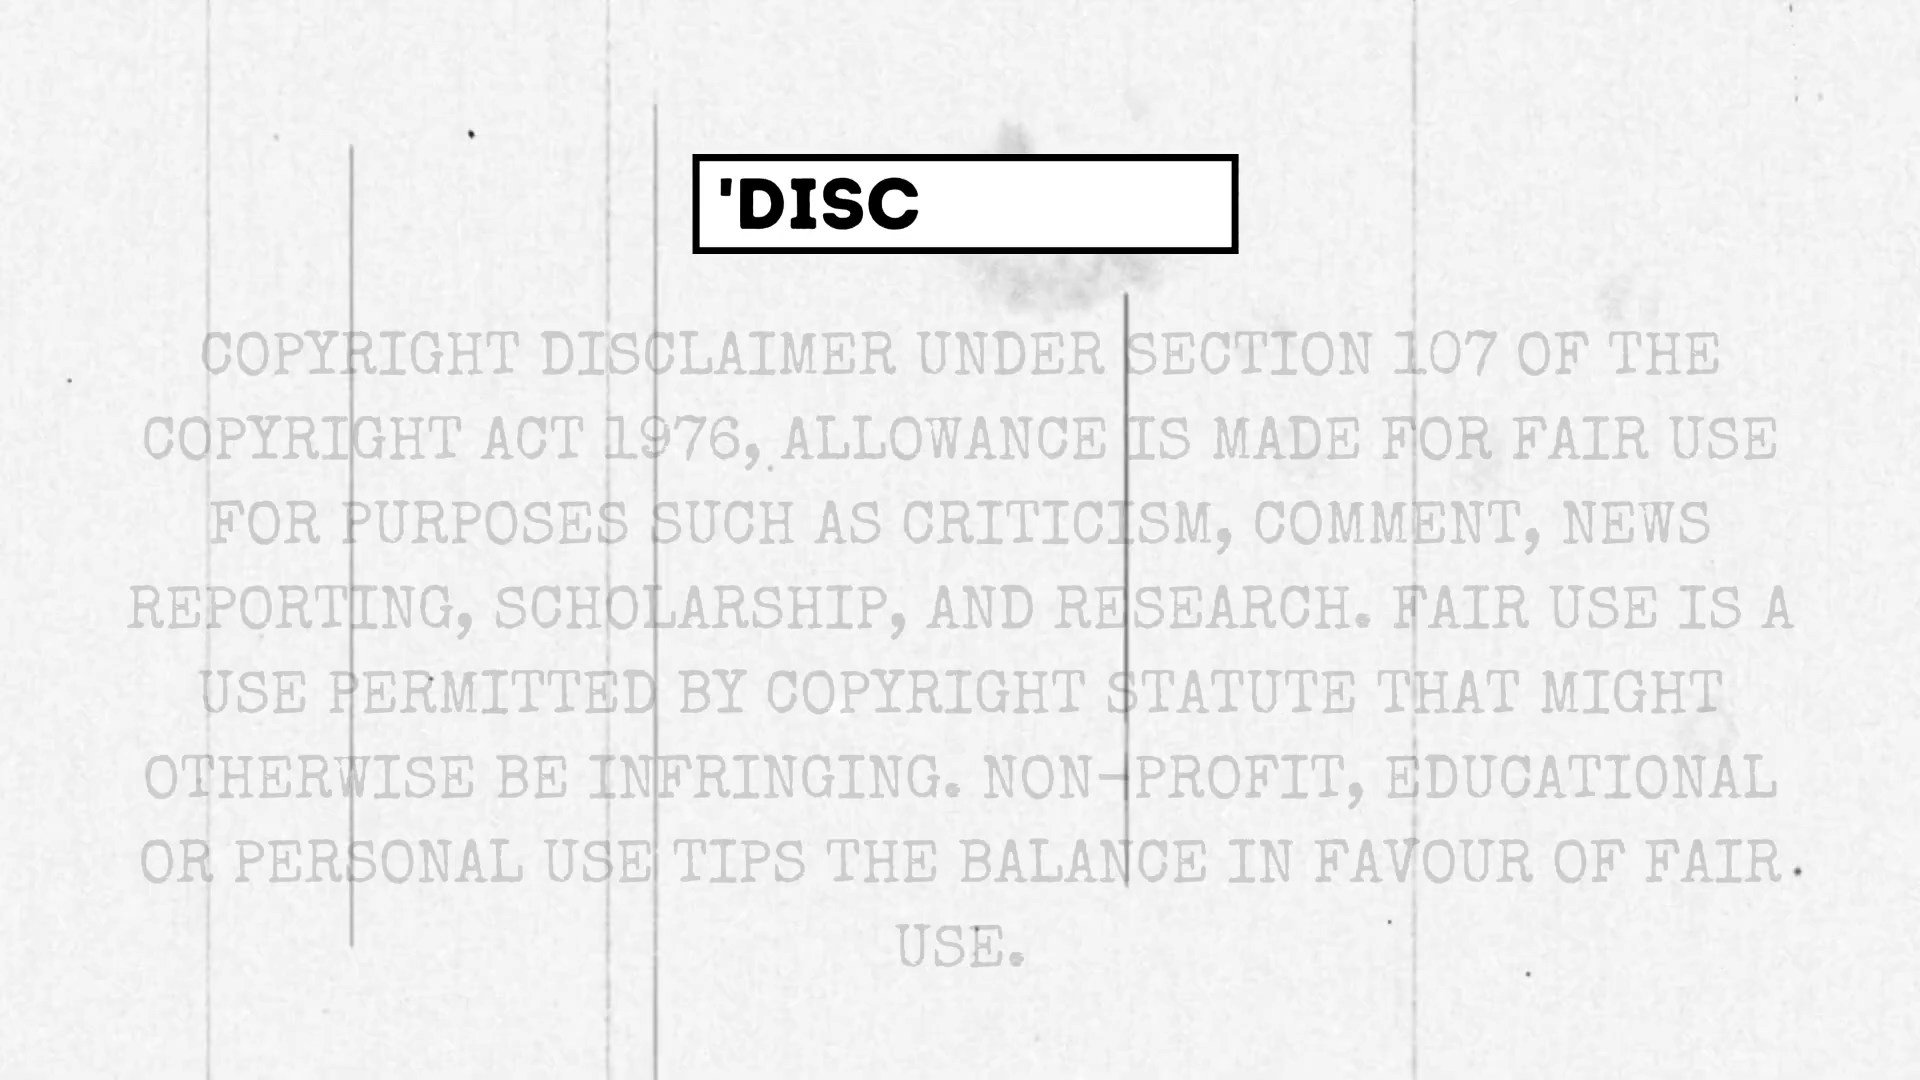 'DISC
COPYRIGHT DISCLAIMER UNDER SECTION 107 OF THE
COPYRIGHT ACT 1976, ALLOWANCE IS MADE FOR FAIR USE
FOR PURPOSES SUCH AS CRITICISM, COMMENT, NEWS
REPORTING, SCHOLARSHIP, AND RESEARCH. FAIR USE IS A
USE PERMITTED BY COPYRIGHT STATUTE THAT MIGHT
OTHERWISE BE INFRINGING. NON-PROFIT, EDUCATIONAL
OR PERSONAL USE TIPS THE BALANCE IN FAVOUR OF FAIR
USE.